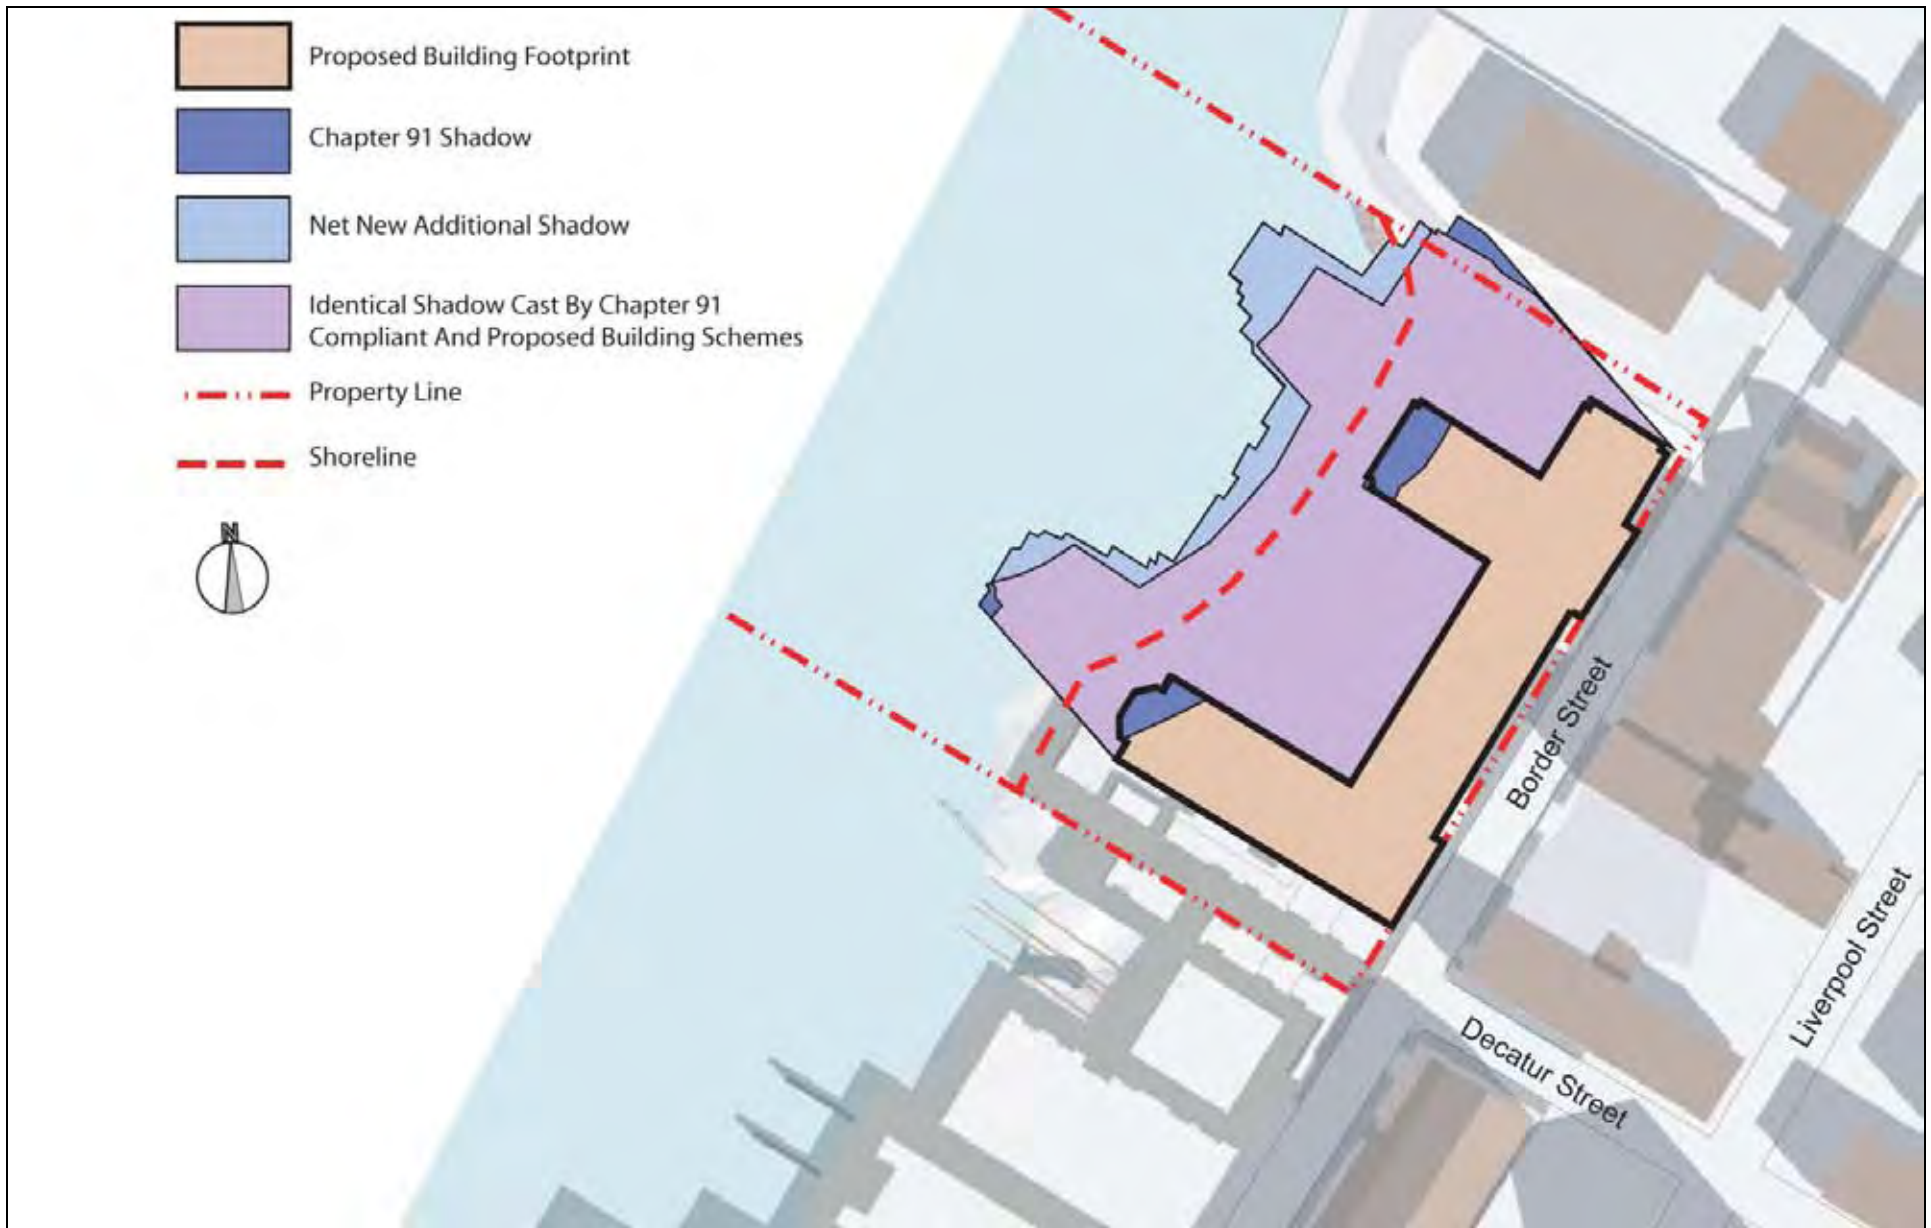 Proposed Building Footprint
Chapter 91 Shadow
Net New Additional Shadow
Identical Shadow Cast By Chapter 91
Compliant And Proposed Building Schemes
Property Line
Shoreline
N
Border Street
Decatur Street
Liverpool Street